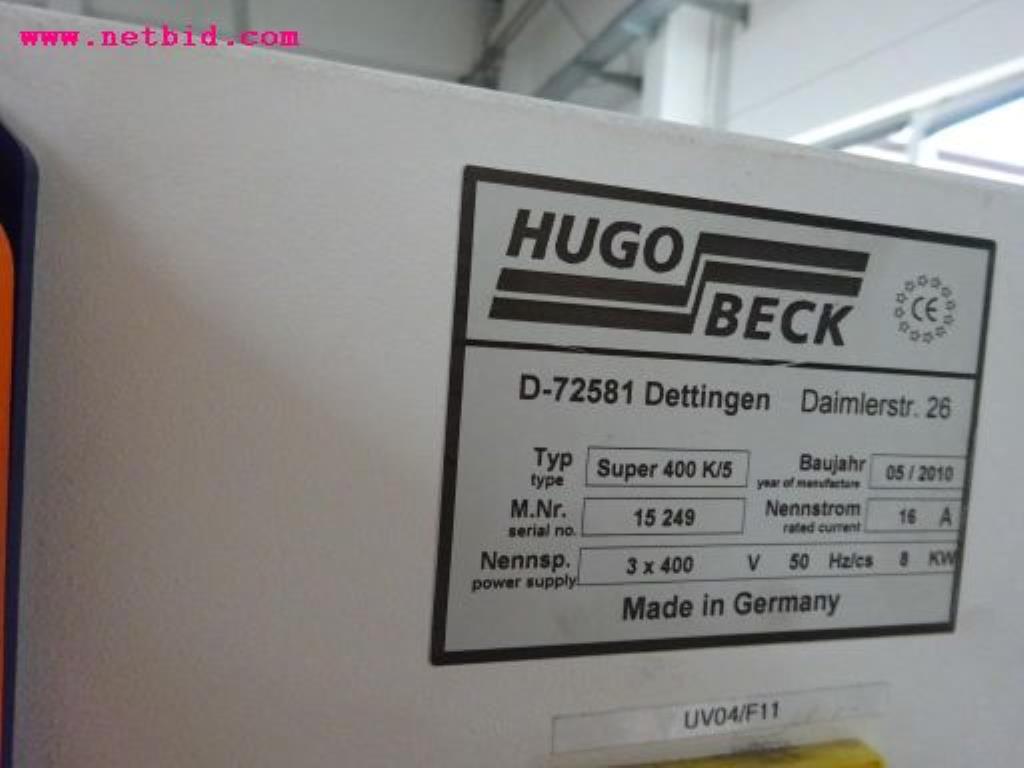 www.netbid.com
HUGO
BECK
CE
D-72581 Dettingen Daimlerstr. 26
Typ Super 400 K/5 Baujahr 05 / 2010
type year of manufacture
M.Nr. 15 249 Nennstrom 16 A
serial no. rated current
Nennsp. 3 x 400 V 50 Hz/cs 8 KW
power supply
Made in Germany
UV04/F11